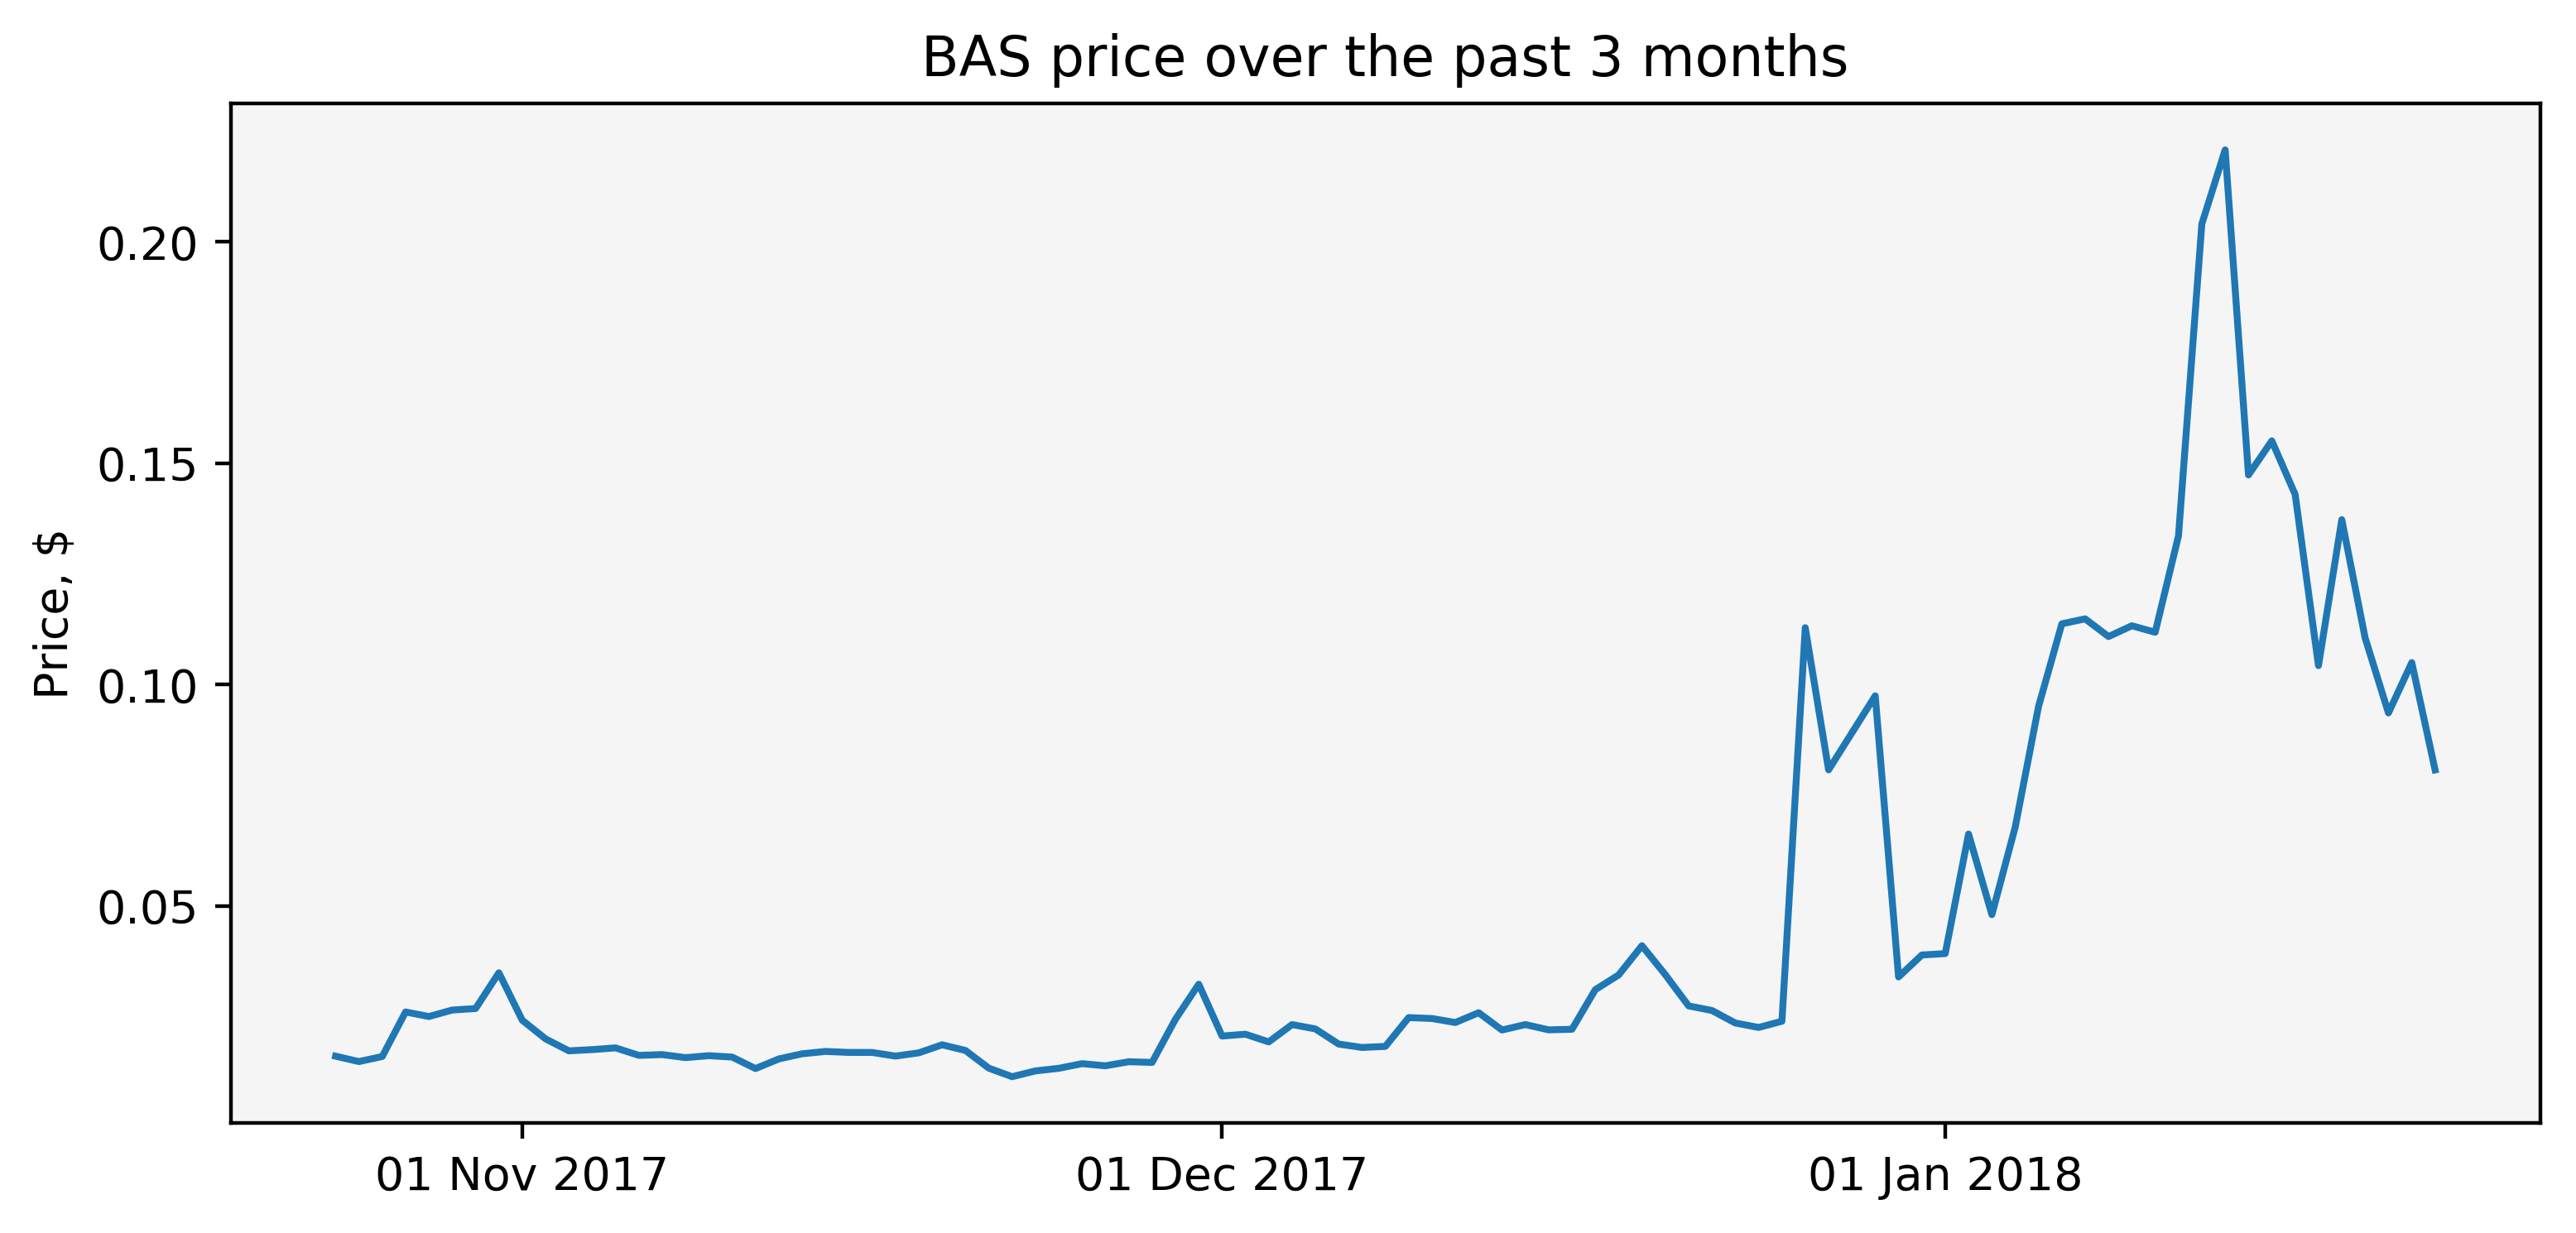 BAS price over the past 3 months
Price, $
0.20
0.15
0.10
0.05
01 Nov 2017
01 Dec 2017
01 Jan 2018